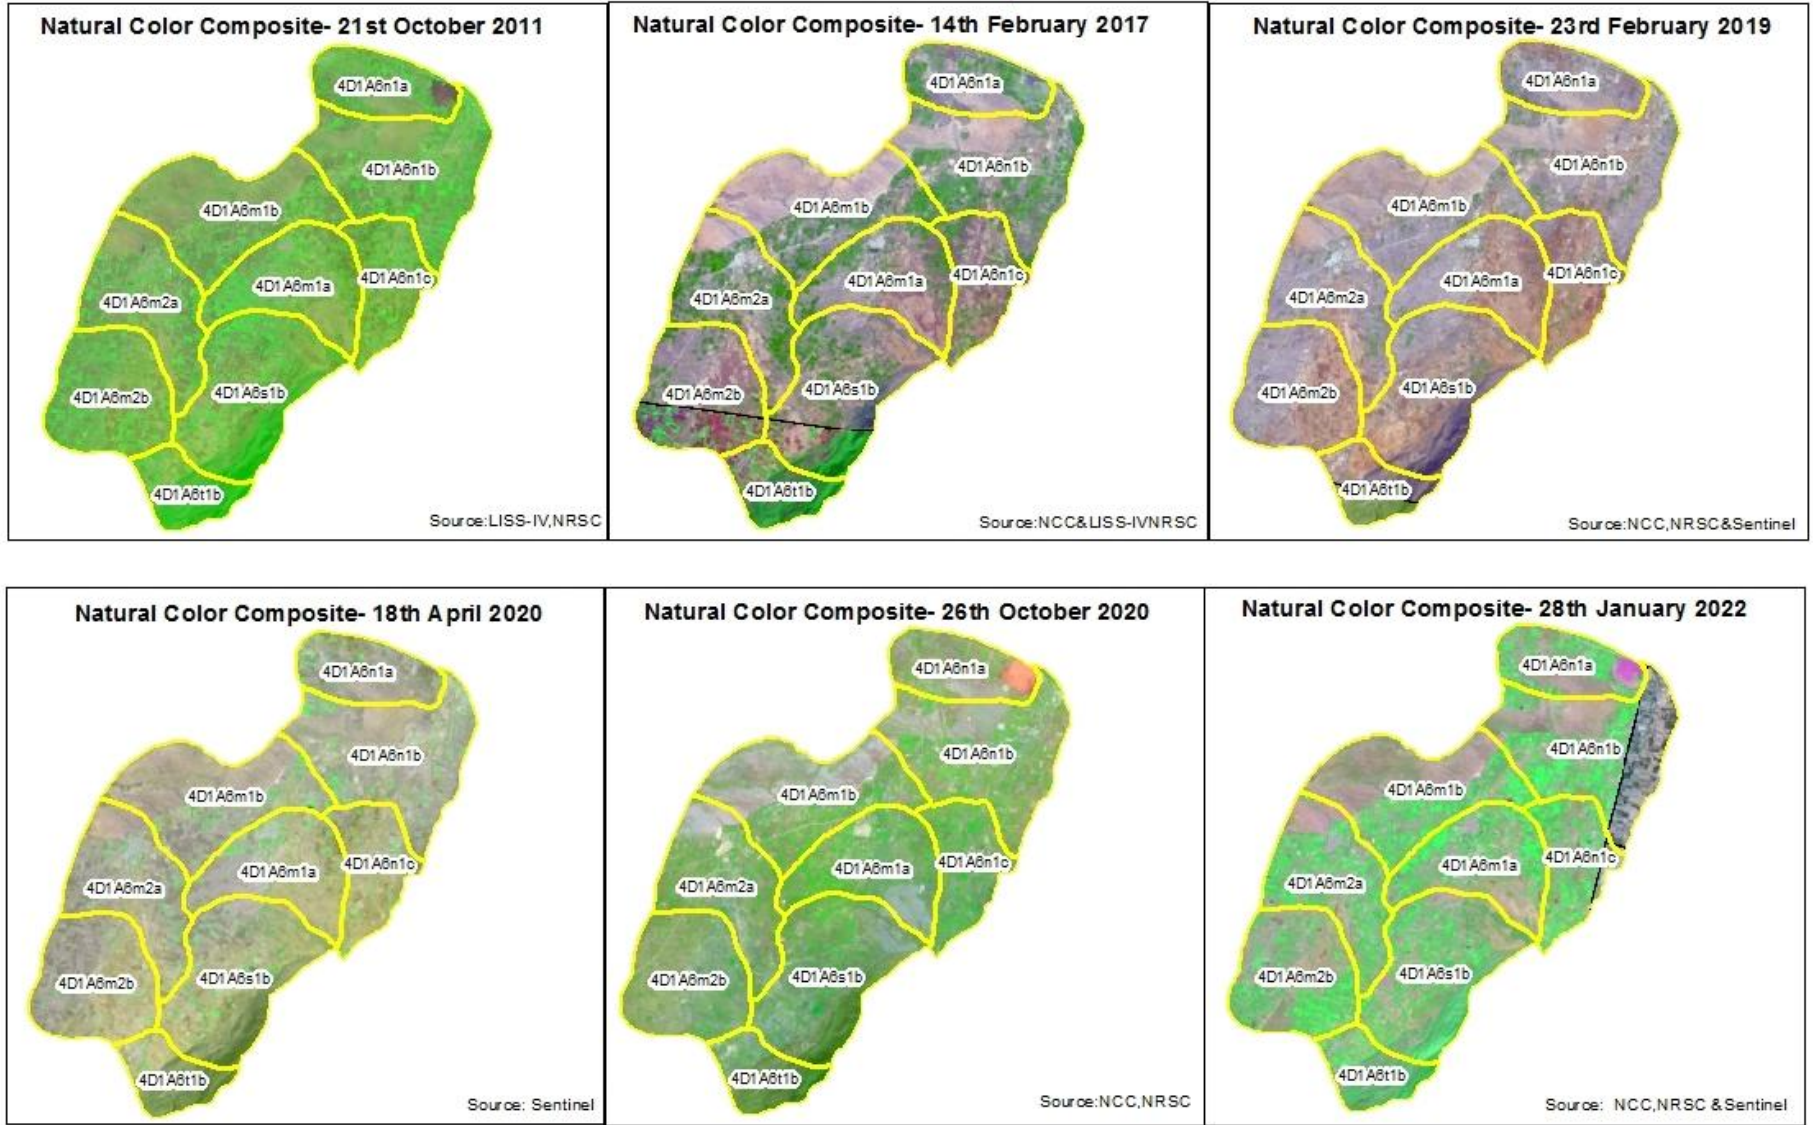 Natural Color Composite- 21st October 2011
4D1A6n1a
4D1A6n1b
4D1A6m1b
4D1A6n1c
4D1A6m1a
4D1A6m2a
4D1A6s1b
4D1A6m2b
4D1A6t1b
Source:LISS-IV,NRSC
Natural Color Composite- 14th February 2017
4D1A6n1a
4D1A6n1b
4D1A6m1b
4D1A6n1c
4D1A6m1a
4D1A6m2a
4D1A6s1b
4D1A6m2b
4D1A6t1b
Source:NCC&LISS-IVNRSC
Natural Color Composite- 23rd February 2019
4D1A6n1a
4D1A6n1b
4D1A6m1b
4D1A6n1c
4D1A6m1a
4D1A6m2a
4D1A6s1b
4D1A6m2b
4D1A6t1b
Source:NCC,NRSC&Sentinel
Natural Color Composite- 18th April 2020
4D1A6n1a
4D1A6n1b
4D1A6m1b
4D1A6n1c
4D1A6m1a
4D1A6m2a
4D1A6s1b
4D1A6m2b
4D1A6t1b
Source: Sentinel
Natural Color Composite- 26th October 2020
4D1A6n1a
4D1A6n1b
4D1A6m1b
4D1A6n1c
4D1A6m1a
4D1A6m2a
4D1A6s1b
4D1A6m2b
4D1A6t1b
Source:NCC,NRSC
Natural Color Composite- 28th January 2022
4D1A6n1a
4D1A6n1b
4D1A6m1b
4D1A6n1c
4D1A6m1a
4D1A6m2a
4D1A6s1b
4D1A6m2b
4D1A6t1b
Source: NCC,NRSC &Sentinel